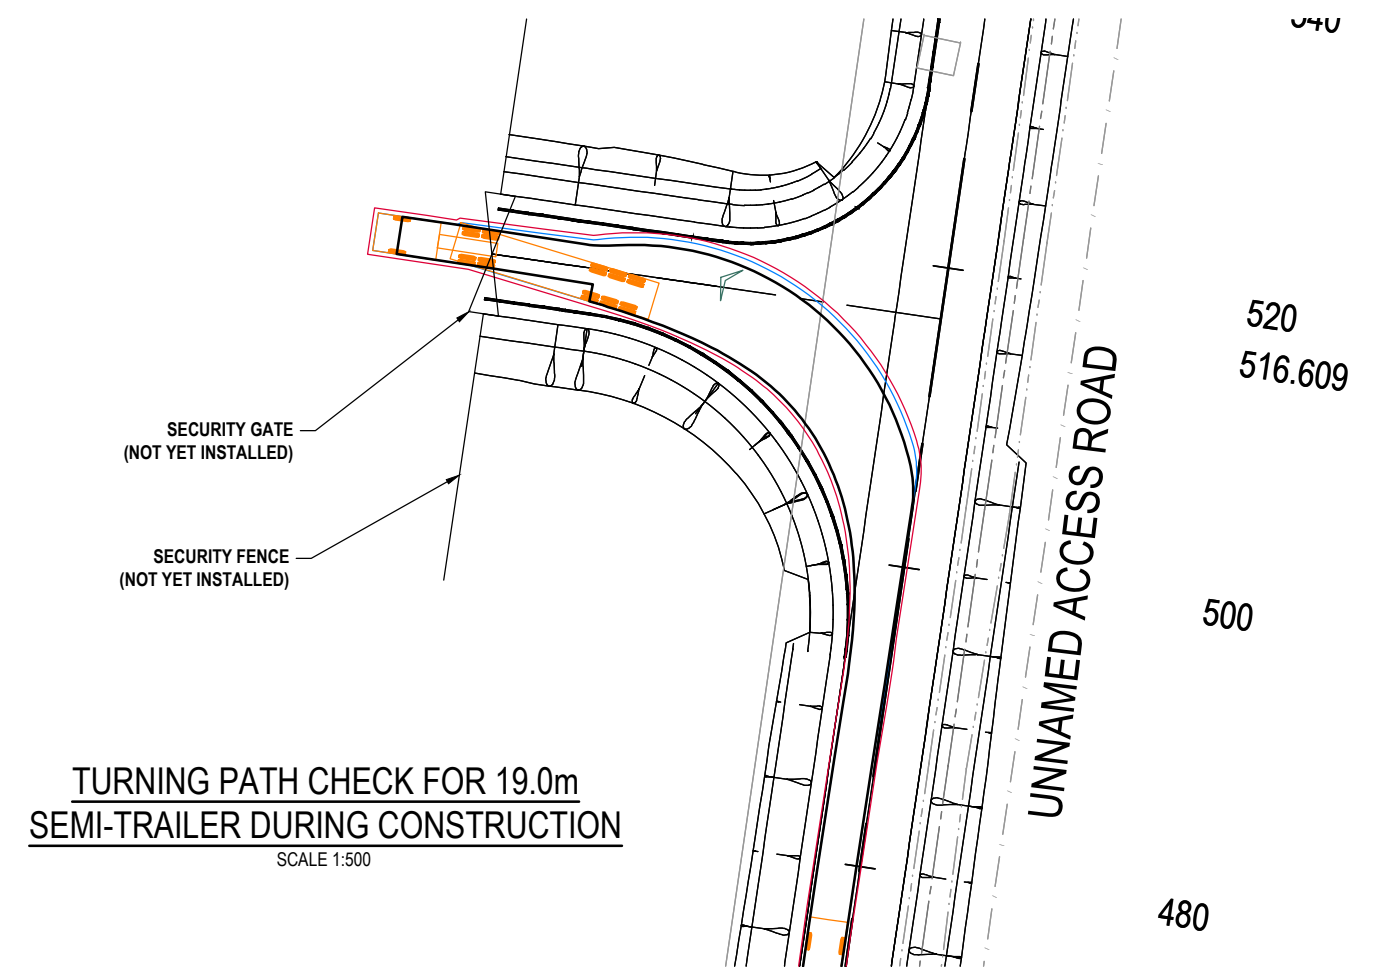 540
520
516.609
SECURITY GATE
(NOT YET INSTALLED)
UNNAMED ACCESS ROAD
SECURITY FENCE
(NOT YET INSTALLED)
500
TURNING PATH CHECK FOR 19.0m
SEMI-TRAILER DURING CONSTRUCTION
SCALE 1:500
480